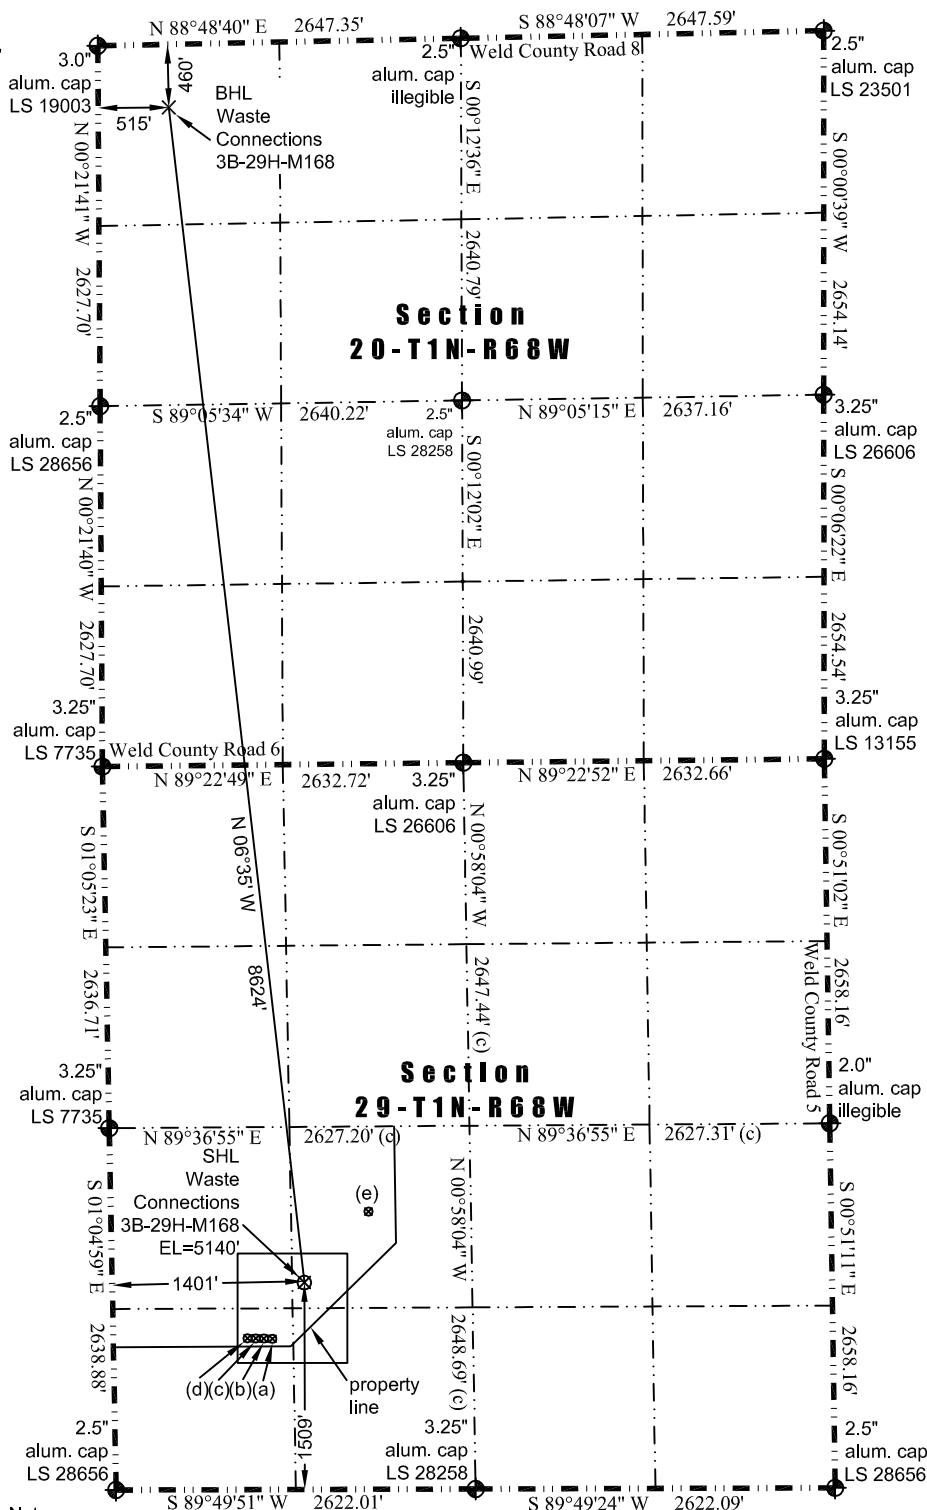 N 88°48'40" E 2647.35' S 88°48'07" W 2647.59'
3.0"
alum. cap
LS 19003
460'
515'
BHL
Waste
Connections
3B-29H-M168
2.5"
alum. cap
illegible
Weld County Road 8
2.5"
alum. cap
LS 23501
N 00°21'41" W 2627.70'
S 00°12'36" E 2640.79'
S 00°00'39" W 2654.14'
Section
20-T1N-R68W
S 89°05'34" W 2640.22' N 89°05'15" E 2637.16'
2.5"
alum. cap
LS 28656
2.5"
alum. cap
LS 28258
3.25"
alum. cap
LS 26606
N 00°21'40" W 2627.70'
S 00°12'02" E 2640.99'
S 00°06'22" E 2654.54'
3.25"
alum. cap
LS 7735
Weld County Road 6
3.25"
alum. cap
LS 13155
N 89°22'49" E 2632.72' N 89°22'52" E 2632.66'
3.25"
alum. cap
LS 26606
N 06°35' W 8624'
S 01°05'23" E 2636.71'
N 00°58'04" W 2647.44' (c)
S 00°51'02" E 2658.16'
Weld County Road 5
Section
29-T1N-R68W
3.25"
alum. cap
LS 7735
2.0"
alum. cap
illegible
N 89°36'55" E 2627.20' (c) N 89°36'55" E 2627.31' (c)
SHL
Waste
Connections
3B-29H-M168
EL=5140'
(e)
1401'
S 01°04'59" E 2638.88'
N 00°58'04" W 2648.69' (c)
S 00°51'11" E 2658.16'
(d)(c)(b)(a)
property
line
1509'
2.5"
alum. cap
LS 28656
3.25"
alum. cap
LS 28258
2.5"
alum. cap
LS 28656
S 89°49'51" W 2622.01' S 89°49'24" W 2622.09'